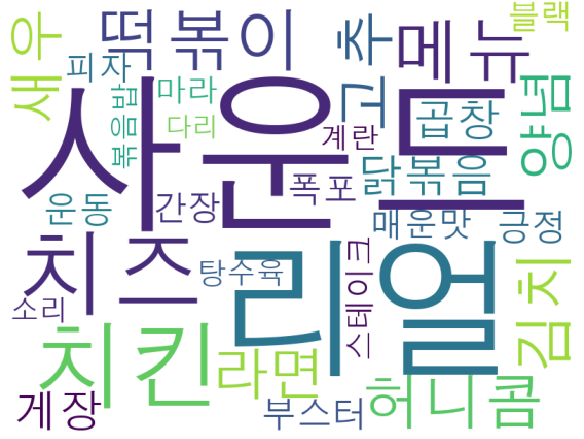 새우
떡볶이
고추
메뉴
블랙
피자
마라
볶음밥
다리
사운드
계란
곱창
양념
닭볶음
폭포
운동
간장
매운맛
긍정
치즈
탕수육
리얼
스테이크
소리
김치
치킨
라면
허니콤
게장
부스터